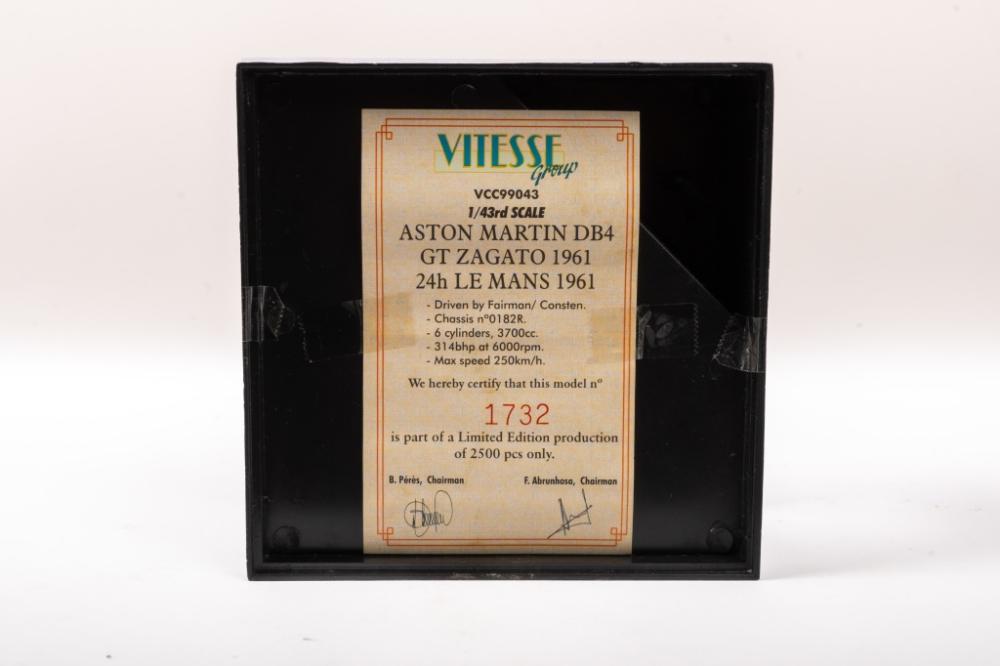 VITESSE
Group
VCC99043
1/43rd SCALE
ASTON MARTIN DB4
GT ZAGATO 1961
24h LE MANS 1961
- Driven by Fairman/ Consten.
- Chassis nº0182R.
- 6 cylinders, 3700cc.
- 314bhp at 6000rpm.
- Max speed 250km/h.
We hereby certify that this model nº
1732
is part of a Limited Edition production
of 2500 pcs only.
B. Pérès, Chairman F. Abrunhosa, Chairman